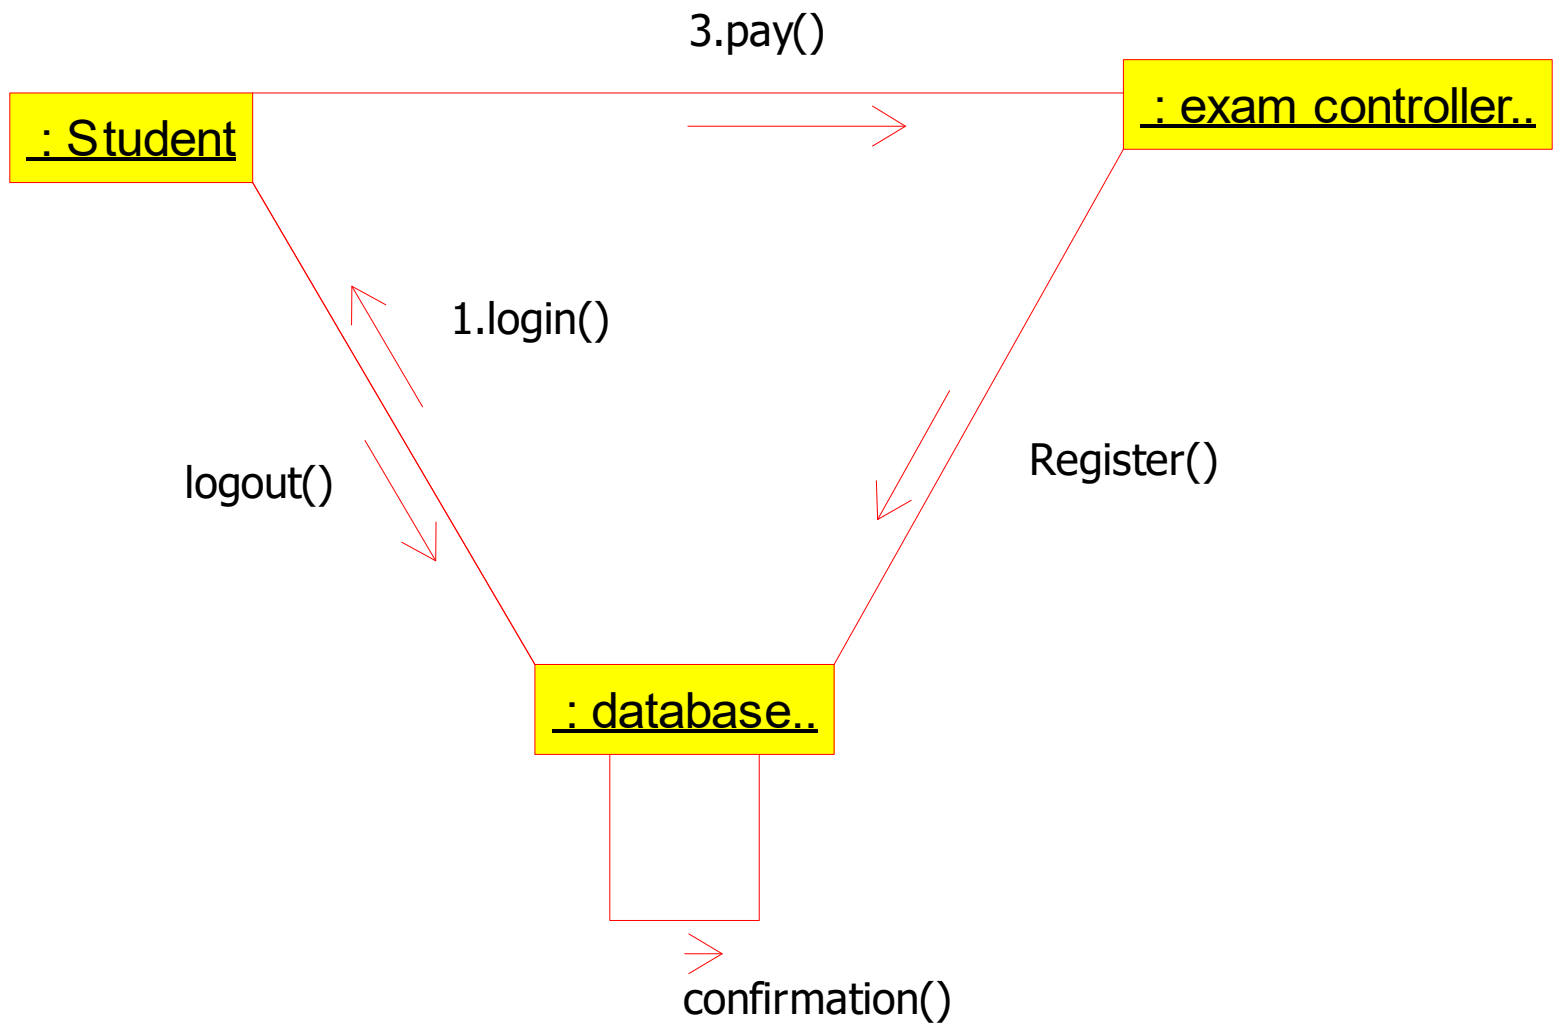 3.pay()
: Student
: exam controller..
1.login()
logout()
Register()
: database..
confirmation()